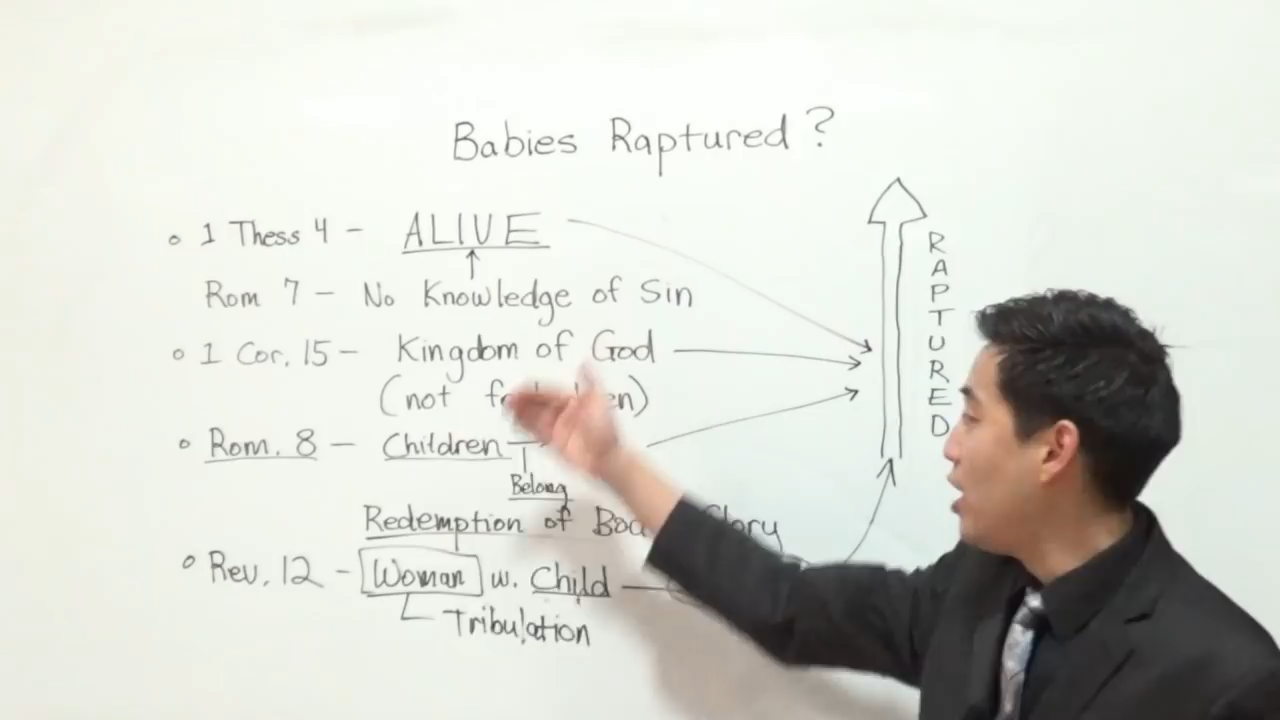 Babies Raptured?
1 Thess 4 - ALIVE
Rom 7 - No Knowledge of Sin
1 Cor. 15 - Kingdom of God
(not
Rom. 8 - Children
Belong
Redemption of
Rev. 12 - Woman w. Child
Tribulation
RAPTURED